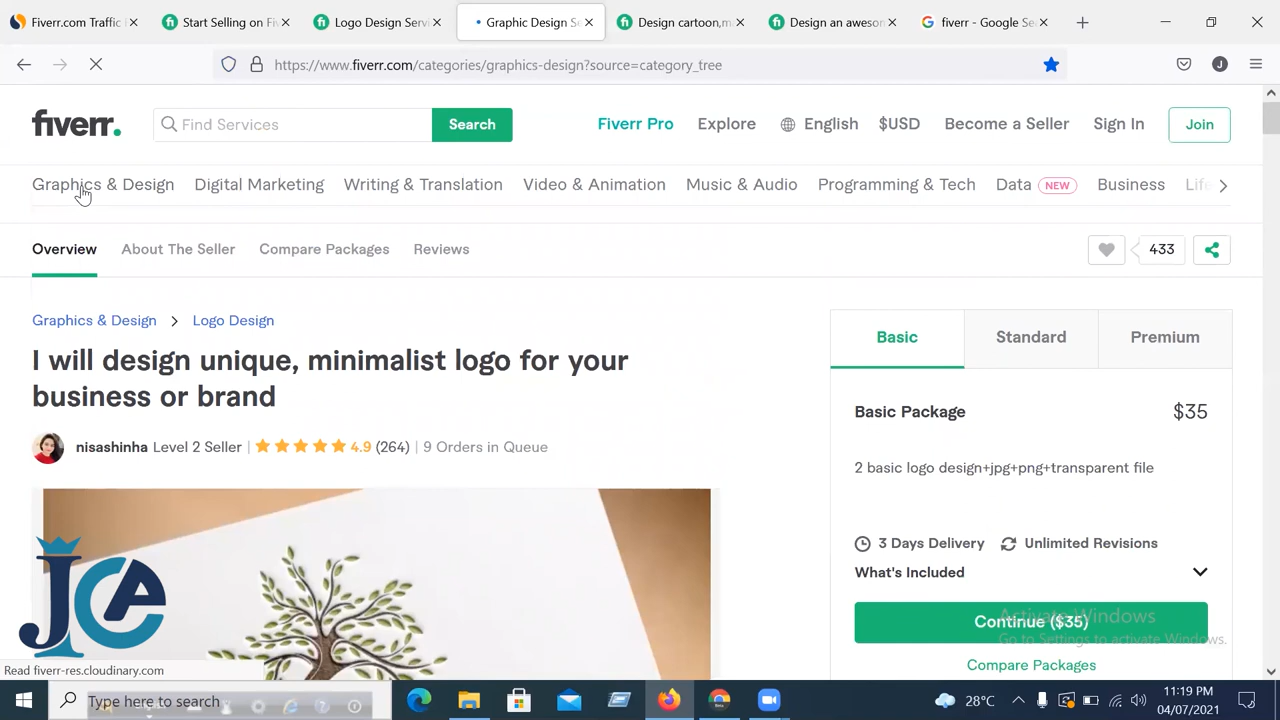 Fiverr.com Traffic
Start Selling on Fi
Logo Design Servi
Graphic Design Se
Design cartoon,m
Design an aweson
fiverr - Google Se
https://www.fiverr.com/categories/graphics-design?source=category_tree
J
fiverr.
Find Services
Search
Fiverr Pro
Explore
English
$USD
Become a Seller
Sign In
Join
Graphics & Design
Digital Marketing
Writing & Translation
Video & Animation
Music & Audio
Programming & Tech
Data NEW
Business
Life
Overview
About The Seller
Compare Packages
Reviews
433
Graphics & Design > Logo Design
I will design unique, minimalist logo for your
business or brand
nisashinha Level 2 Seller | 4.9 (264) | 9 Orders in Queue
Basic
Standard
Premium
Basic Package $35
2 basic logo design+jpg+png+transparent file
3 Days Delivery Unlimited Revisions
What's Included
Continue ($35)
Activate Windows
Go to Settings to activate Windows.
Compare Packages
JCA
Read fiverr-res.cloudinary.com
Type here to search
28°C
11:19 PM
04/07/2021